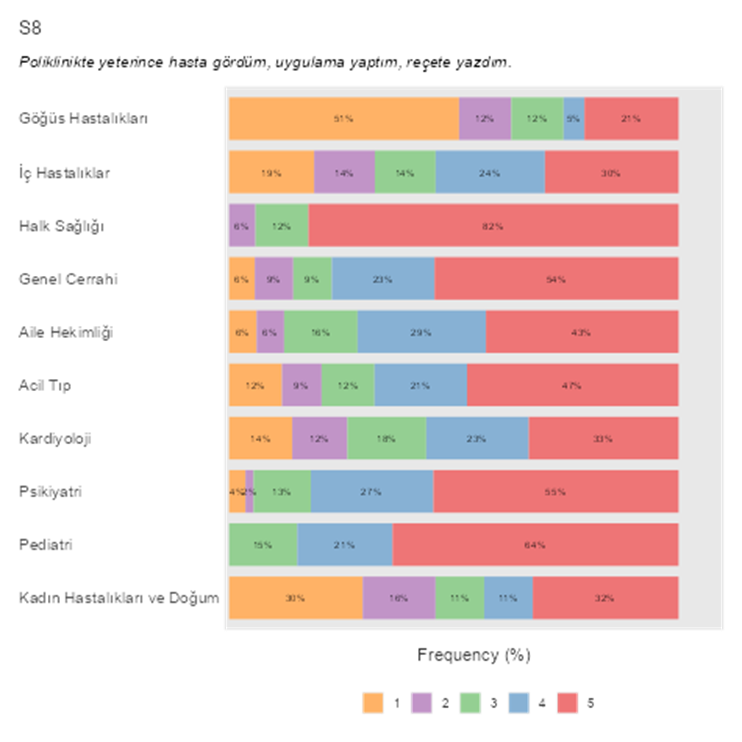 S8
Poliklinikte yeterince hasta gördüm, uygulama yaptım, reçete yazdım.
Göğüs Hastalıkları 51% 12% 12% 5% 21%
İç Hastalıklar 19% 14% 14% 24% 30%
Halk Sağlığı 6% 12% 82%
Genel Cerrahi 6% 9% 9% 23% 54%
Aile Hekimliği 6% 6% 16% 29% 43%
Acil Tıp 12% 9% 12% 21% 47%
Kardiyoloji 14% 12% 18% 23% 33%
Psikiyatri 4% 2% 13% 27% 55%
Pediatri 15% 21% 64%
Kadın Hastalıkları ve Doğum 30% 16% 11% 11% 32%
Frequency (%)
1 2 3 4 5